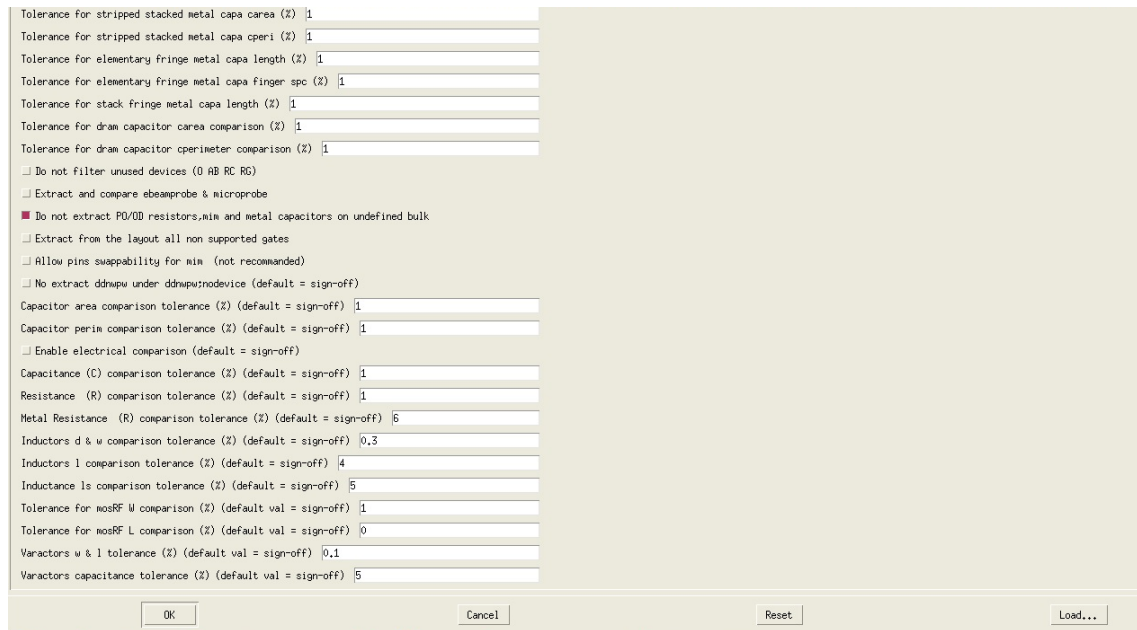 Tolerance for stripped stacked metal capa carea (%) 1
Tolerance for stripped stacked metal capa cperi (%) 1
Tolerance for elementary fringe metal capa length (%) 1
Tolerance for elementary fringe metal capa finger spc (%) 1
Tolerance for stack fringe metal capa length (%) 1
Tolerance for dram capacitor carea comparison (%) 1
Tolerance for dram capacitor cperimeter comparison (%) 1
Do not filter unused devices (O AB RC RG)
Extract and compare ebeamprobe & microprobe
Do not extract PO/OD resistors,mim and metal capacitors on undefined bulk
Extract from the layout all non supported gates
Allow pins swappability for mim (not recommanded)
No extract ddnwpw under ddnwpw;nodevice (default = sign-off)
Capacitor area comparison tolerance (%) (default = sign-off) 1
Capacitor perim comparison tolerance (%) (default = sign-off) 1
Enable electrical comparison (default = sign-off)
Capacitance (C) comparison tolerance (%) (default = sign-off) 1
Resistance (R) comparison tolerance (%) (default = sign-off) 1
Metal Resistance (R) comparison tolerance (%) (default = sign-off) 6
Inductors d & w comparison tolerance (%) (default = sign-off) 0.3
Inductors l comparison tolerance (%) (default = sign-off) 4
Inductance ls comparison tolerance (%) (default = sign-off) 5
Tolerance for mosRF W comparison (%) (default val = sign-off) 1
Tolerance for mosRF L comparison (%) (default val = sign-off) 0
Varactors w & l tolerance (%) (default val = sign-off) 0.1
Varactors capacitance tolerance (%) (default val = sign-off) 5
OK Cancel Reset Load...